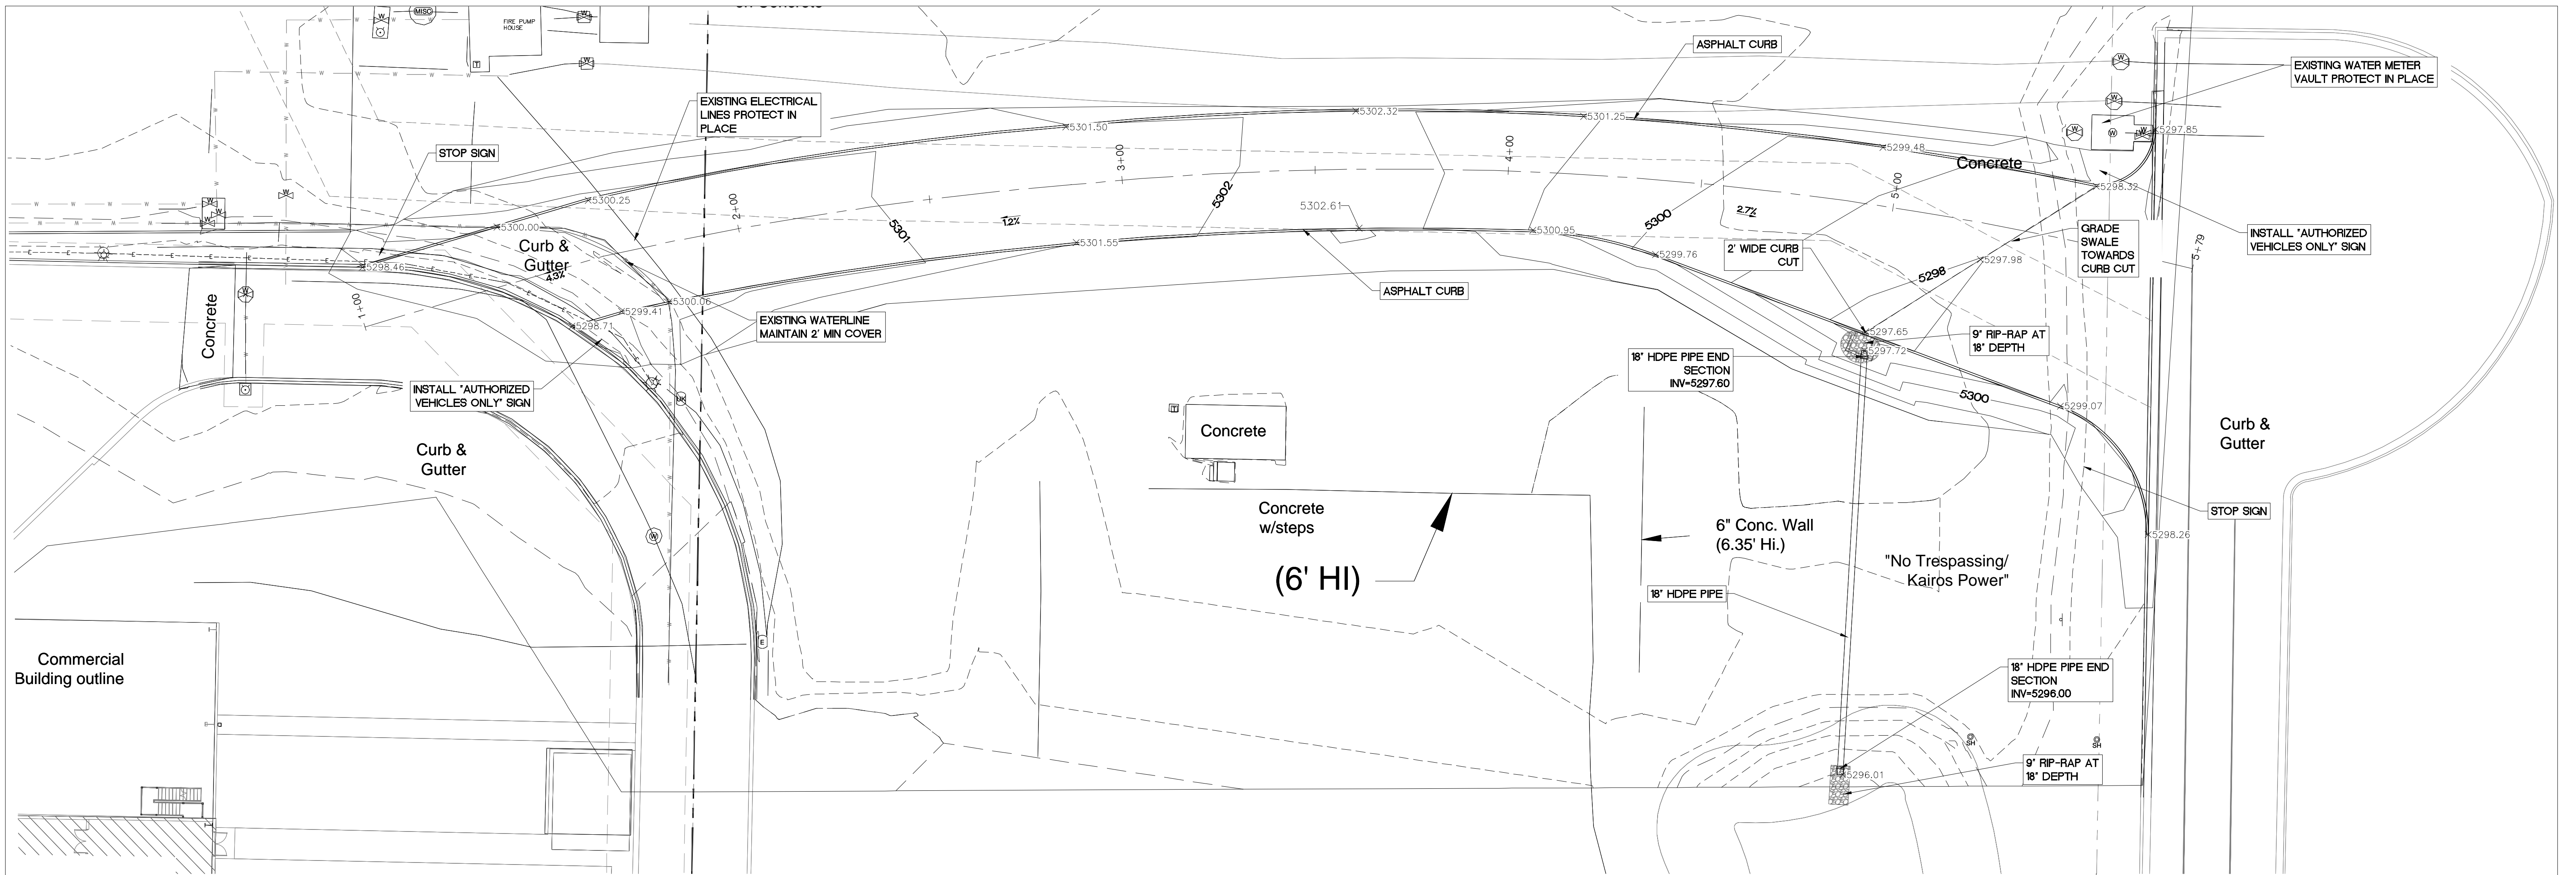 on Concrete
MISC
FIRE PUMP
HOUSE
ASPHALT CURB
EXISTING WATER METER
VAULT PROTECT IN PLACE
EXISTING ELECTRICAL
LINES PROTECT IN
PLACE
5302.32
5301.25
5301.50
5297.85
STOP SIGN
3+00
4+00
5299.48
Concrete
5+00
5298.32
5300.25
2+00
5302
5302.61
5300
2.7%
1.2%
5301
5300.00
5300.95
GRADE
SWALE
TOWARDS
CURB CUT
INSTALL "AUTHORIZED
VEHICLES ONLY" SIGN
5+79
Curb &
Gutter
5301.55
2' WIDE CURB
CUT
5299.76
5297.98
5298.46
4.3%
5298
ASPHALT CURB
1+00
5300.06
5299.41
5298.71
EXISTING WATERLINE
MAINTAIN 2' MIN COVER
Concrete
5297.65
5297.72
9" RIP-RAP AT
18" DEPTH
18" HDPE PIPE END
SECTION
INV=5297.60
INSTALL "AUTHORIZED
VEHICLES ONLY" SIGN
UK
5300
5299.07
Concrete
Curb &
Gutter
Curb &
Gutter
Concrete
w/steps
STOP SIGN
6" Conc. Wall
(6.35' Hi.)
5298.26
(6' HI)
"No Trespassing/
Kairos Power"
18" HDPE PIPE
E
Commercial
Building outline
18" HDPE PIPE END
SECTION
INV=5296.00
SH
SH
5296.01
9" RIP-RAP AT
18" DEPTH